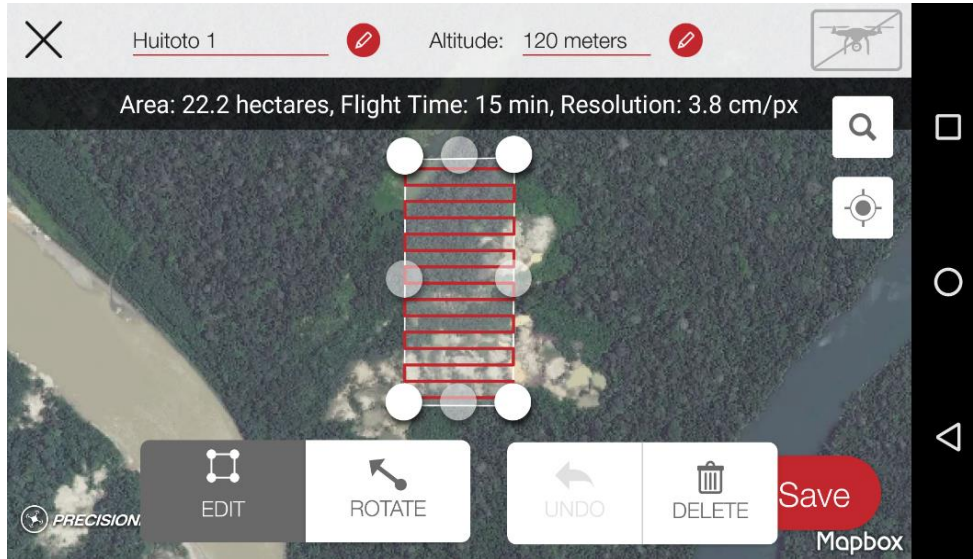 Huitoto 1 Altitude: 120 meters
Area: 22.2 hectares, Flight Time: 15 min, Resolution: 3.8 cm/px
EDIT ROTATE UNDO DELETE Save
PRECISION
Mapbox